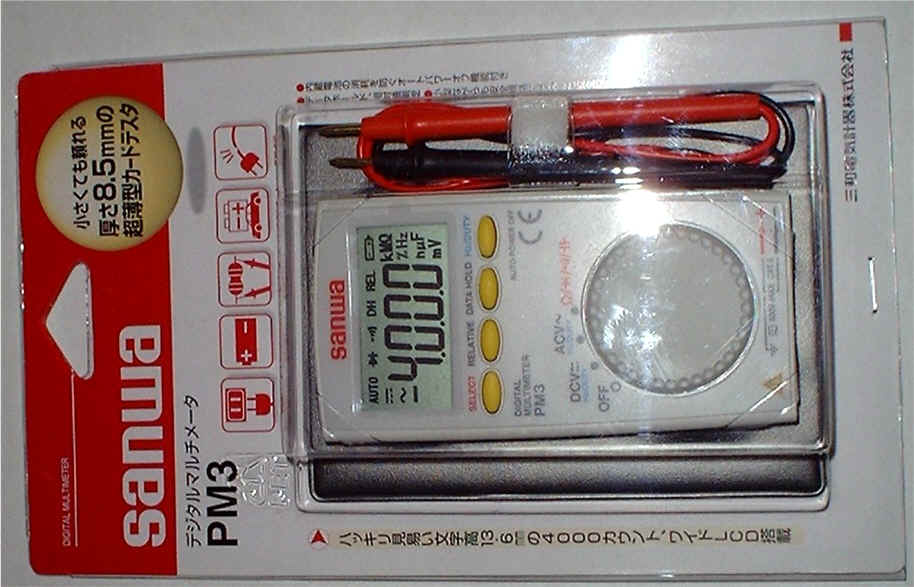 小さくても頼れる
厚さ8.5mmの
超薄型カードテスタ
DIGITAL MULTIMETER
sanwa
デジタルマルチメータ
PM3
三和電気計器株式会社
sanwa
AUTO
DH REL
kMΩ
%Hz
hμF
mV
4000
SELECT
RELATIVE
DATA HOLD
Hz/DUTY
AUTO POWER OFF
CE
DIGITAL
MULTIMETER
PM3
OFF
DCV
ACV~
ハッキリ見易い文字高13.6mmの4000カウント、ワイドLCD搭載